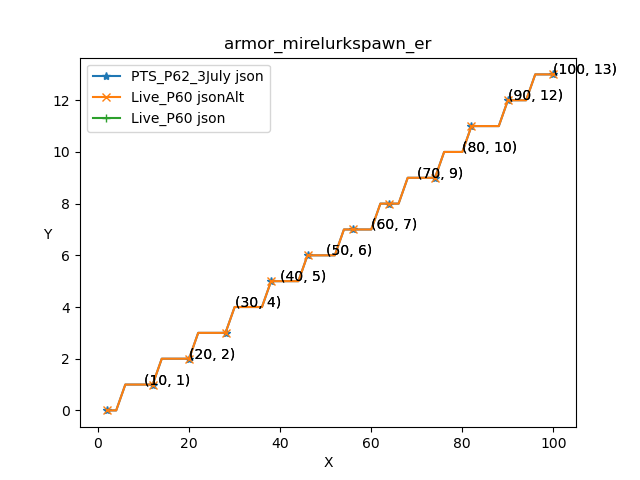 armor_mirelurkspawn_er
PTS_P62_3July json
Live_P60 jsonAlt
Live_P60 json
(100, 13)
(90, 12)
(80, 10)
(70, 9)
(60, 7)
(50, 6)
(40, 5)
(30, 4)
(20, 2)
(10, 1)
12
10
8
6
4
2
0
Y
0 20 40 60 80 100
X